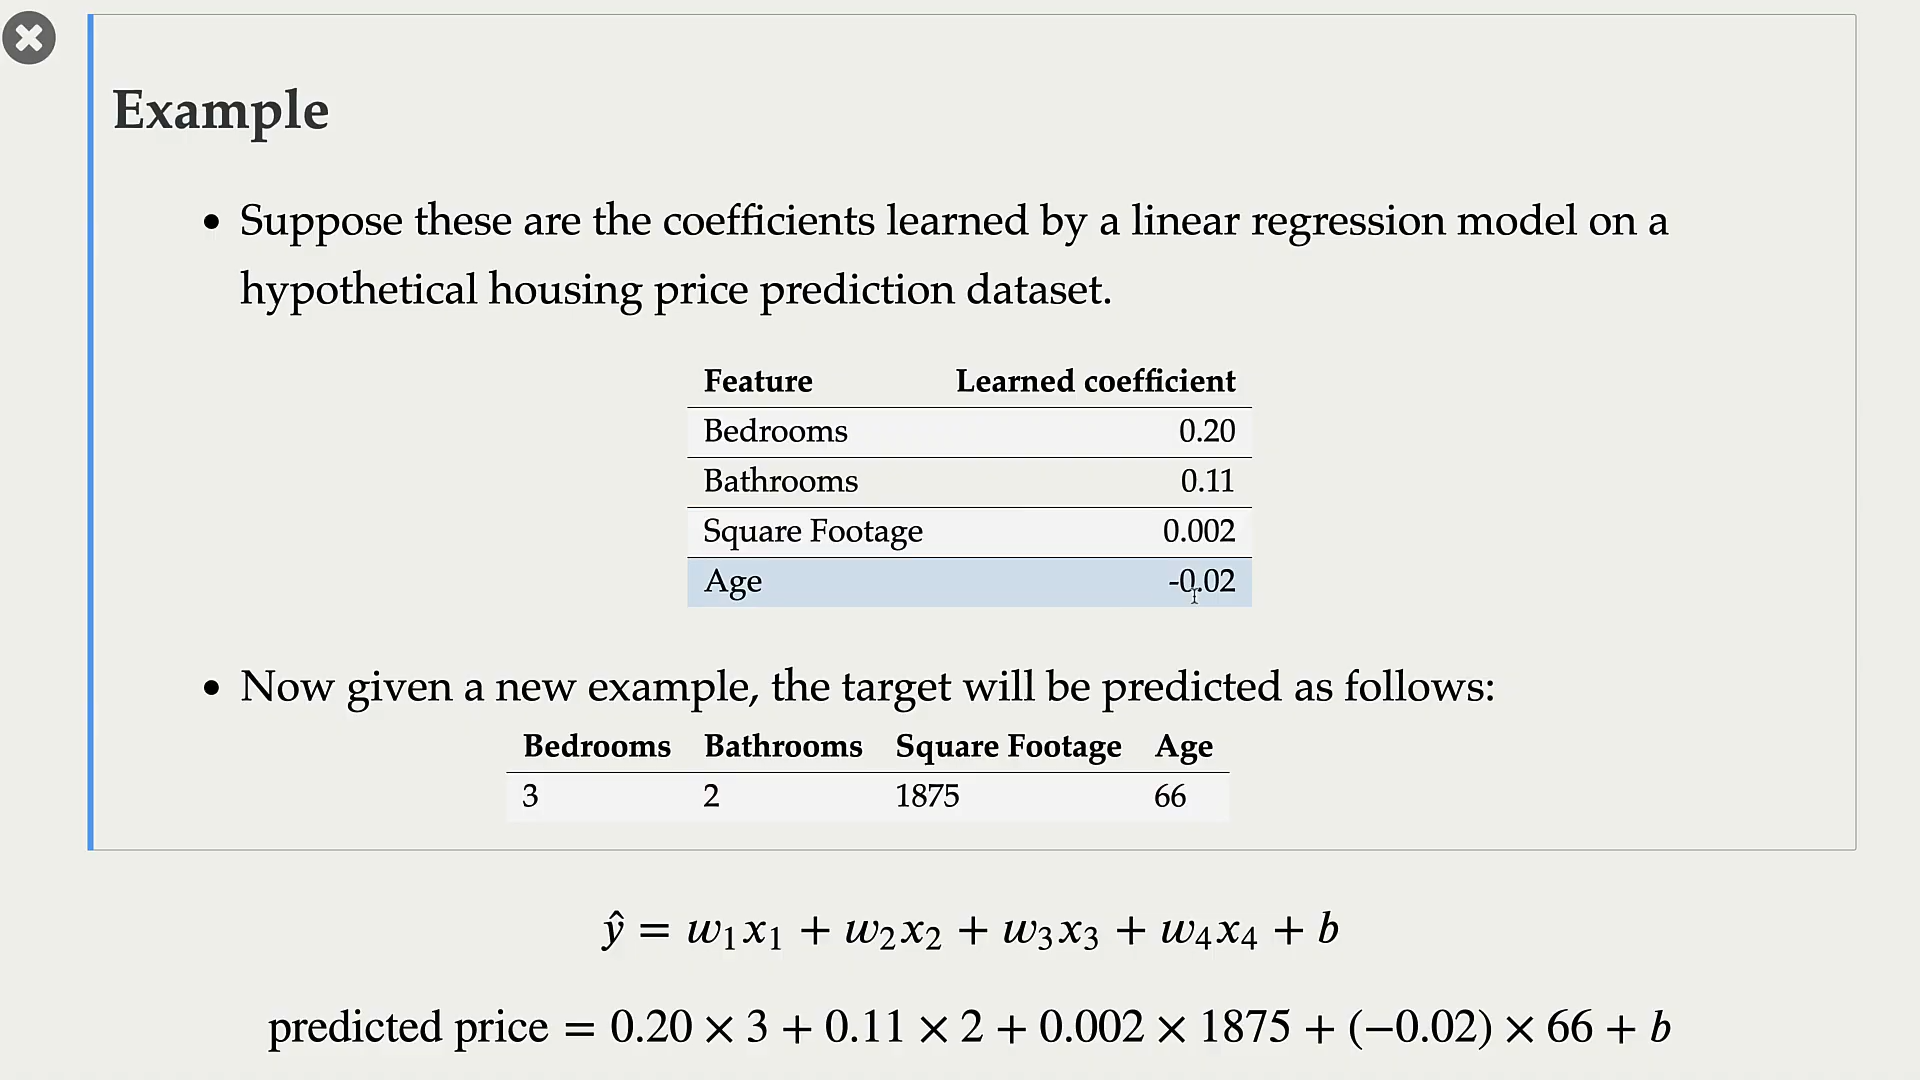 Example
• Suppose these are the coefficients learned by a linear regression model on a
hypothetical housing price prediction dataset.
Feature Learned coefficient
Bedrooms 0.20
Bathrooms 0.11
Square Footage 0.002
Age -0.02
• Now given a new example, the target will be predicted as follows:
Bedrooms Bathrooms Square Footage Age
3 2 1875 66
ŷ = w₁x₁ + w₂x₂ + w₃x₃ + w₄x₄ + b
predicted price = 0.20 × 3 + 0.11 × 2 + 0.002 × 1875 + (−0.02) × 66 + b